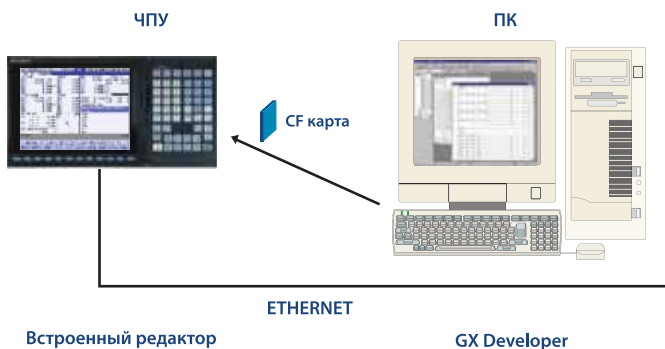 ЧПУ
ПК
CF карта
ETHERNET
Встроенный редактор
GX Developer